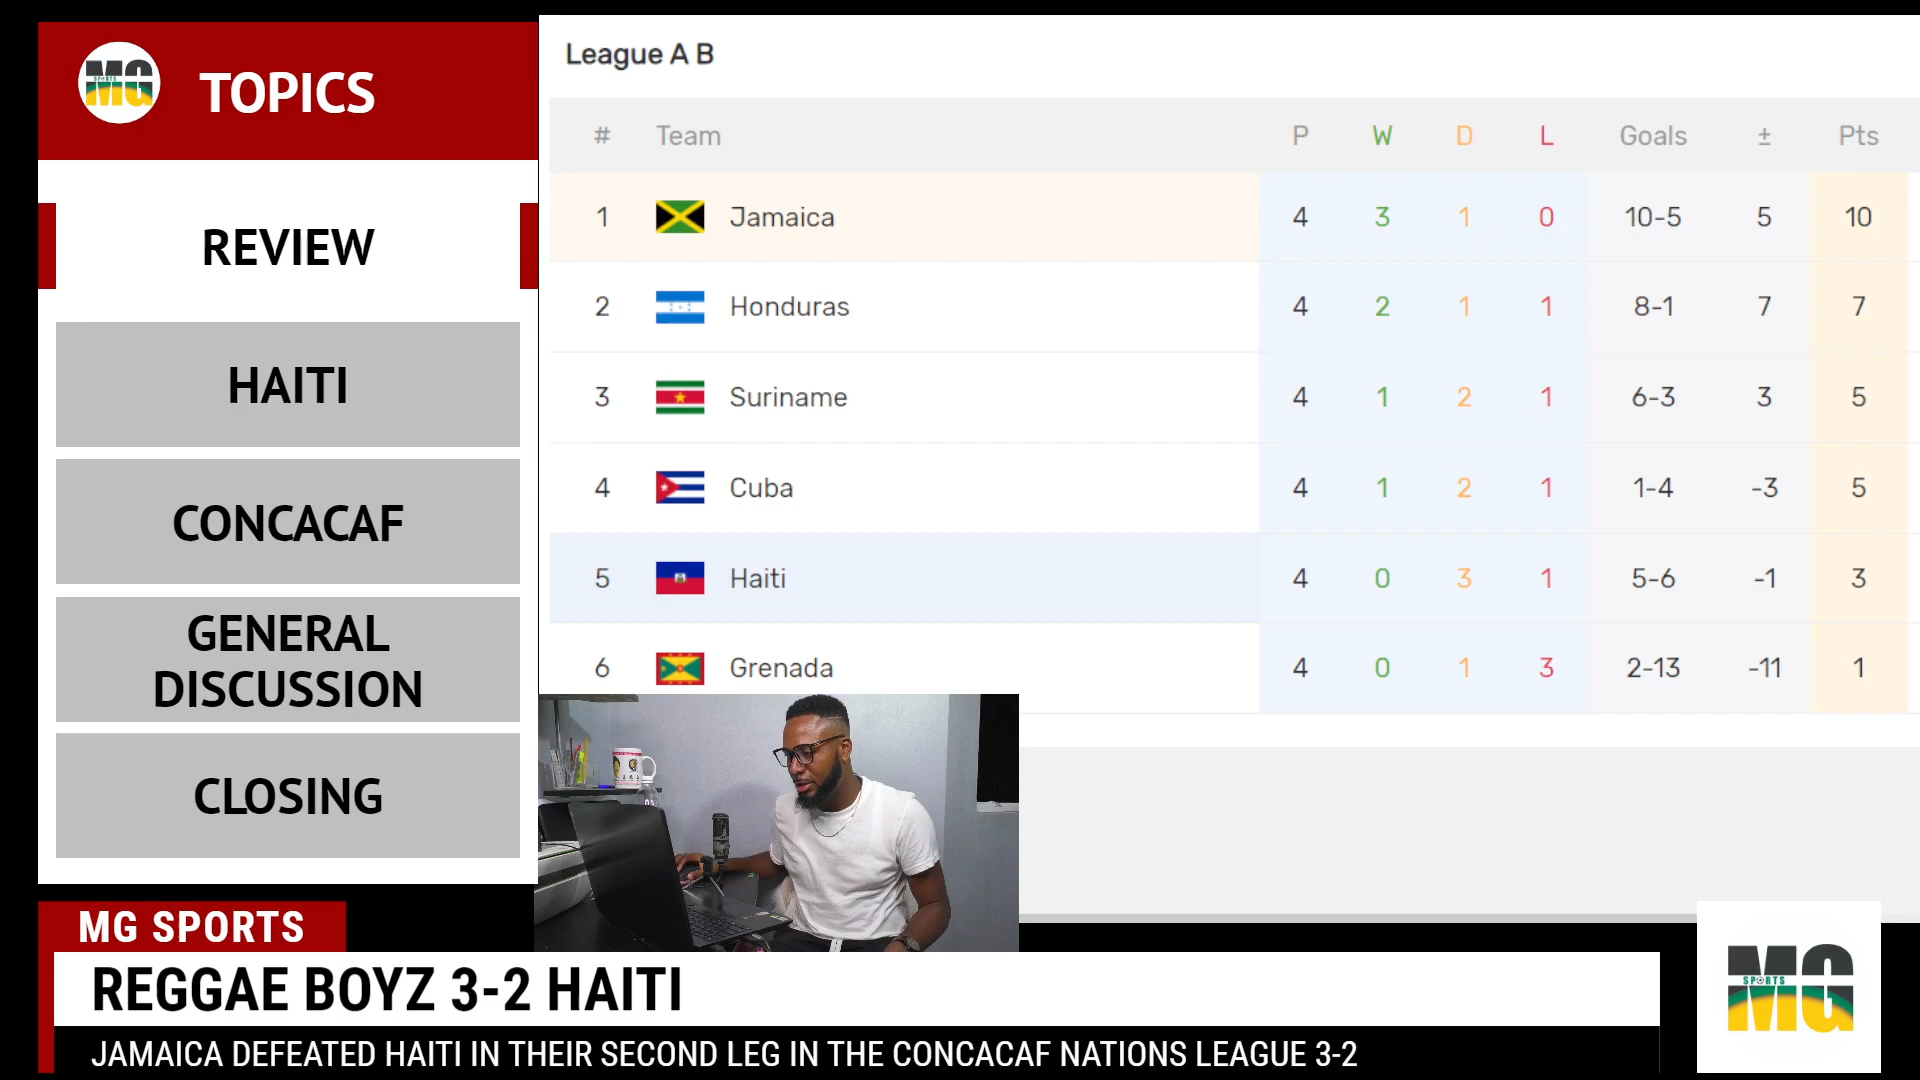 MG
SPORTS
TOPICS
REVIEW
HAITI
CONCACAF
GENERAL
DISCUSSION
CLOSING
League A B
# Team P W D L Goals ± Pts
1 Jamaica 4 3 1 0 10-5 5 10
2 Honduras 4 2 1 1 8-1 7 7
3 Suriname 4 1 2 1 6-3 3 5
4 Cuba 4 1 2 1 1-4 -3 5
5 Haiti 4 0 3 1 5-6 -1 3
6 Grenada 4 0 1 3 2-13 -11 1
MG SPORTS
REGGAE BOYZ 3-2 HAITI
JAMAICA DEFEATED HAITI IN THEIR SECOND LEG IN THE CONCACAF NATIONS LEAGUE 3-2
MG
SPORTS